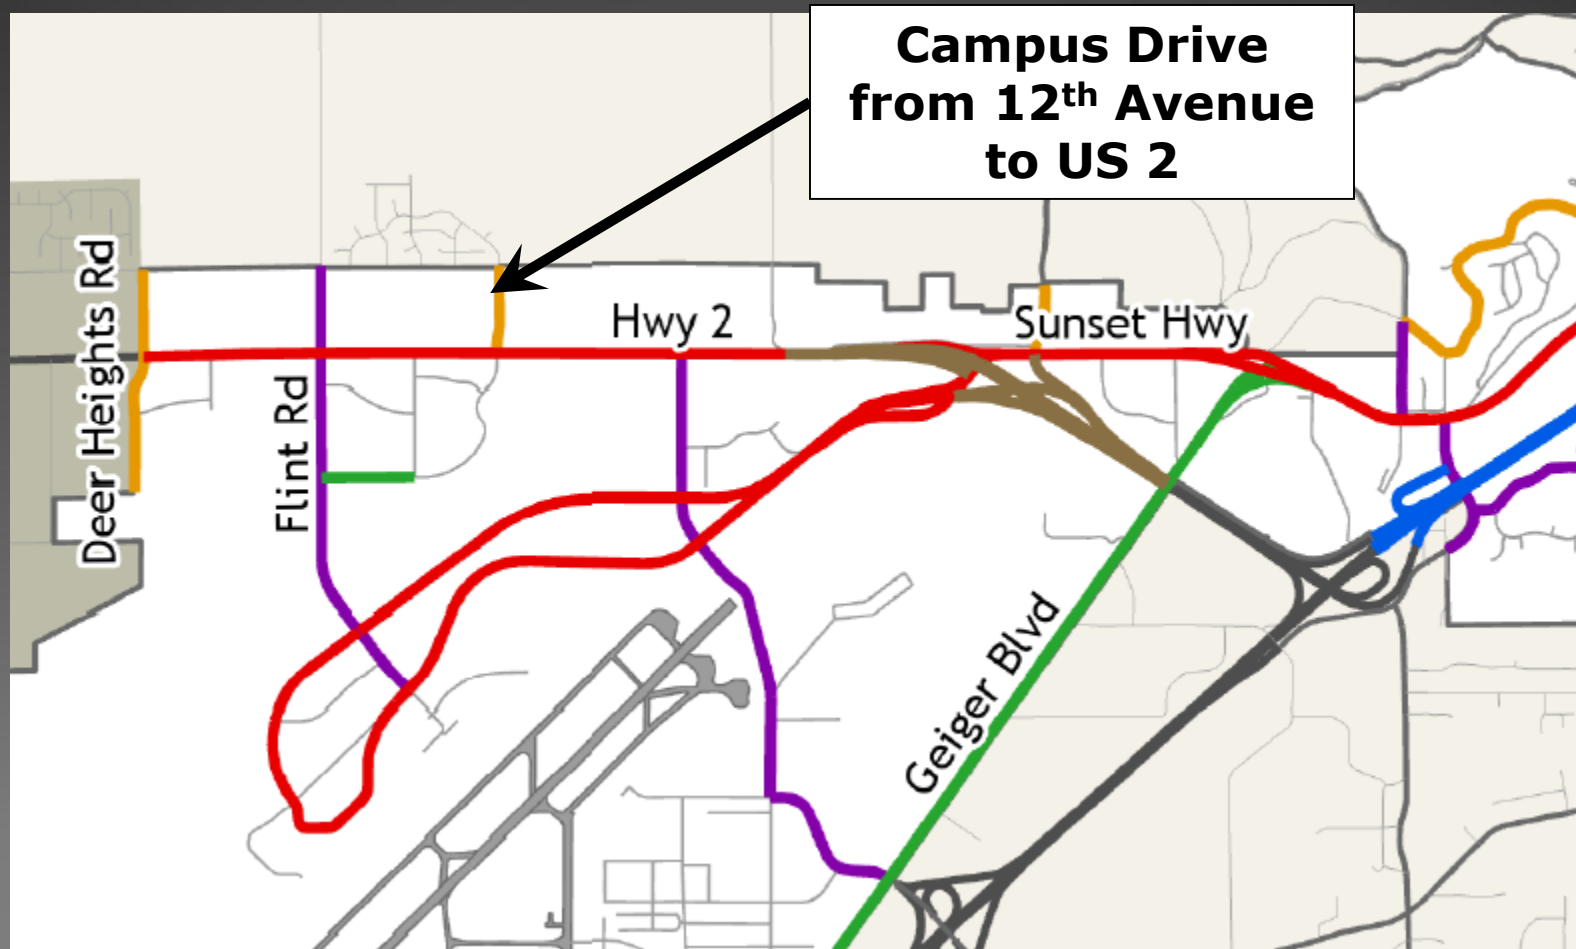 Campus Drive
from 12th Avenue
to US 2
Deer Heights Rd
Hwy 2
Sunset Hwy
Flint Rd
Geiger Blvd